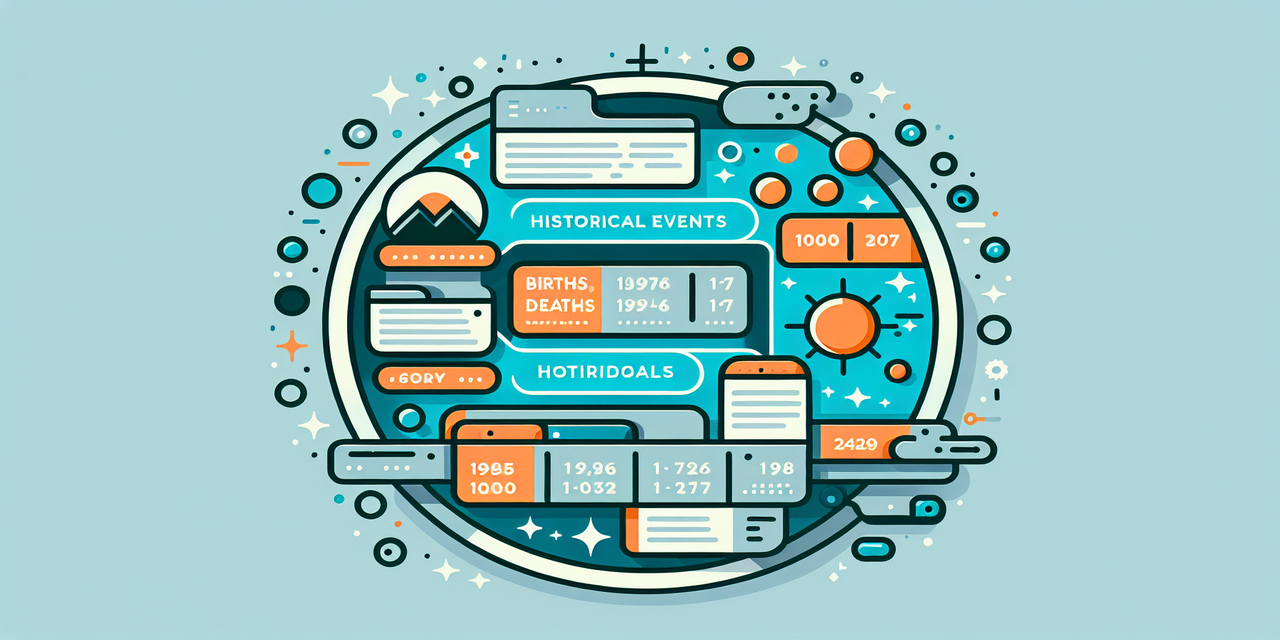 HISTORICAL EVENTS
1000 207
BIRTHS, 19976 1-7
DEATHS 1'7
HOTIRIDOALS
GORY
2429
1985 19,96 1-726 198
1000 1-032 1-277